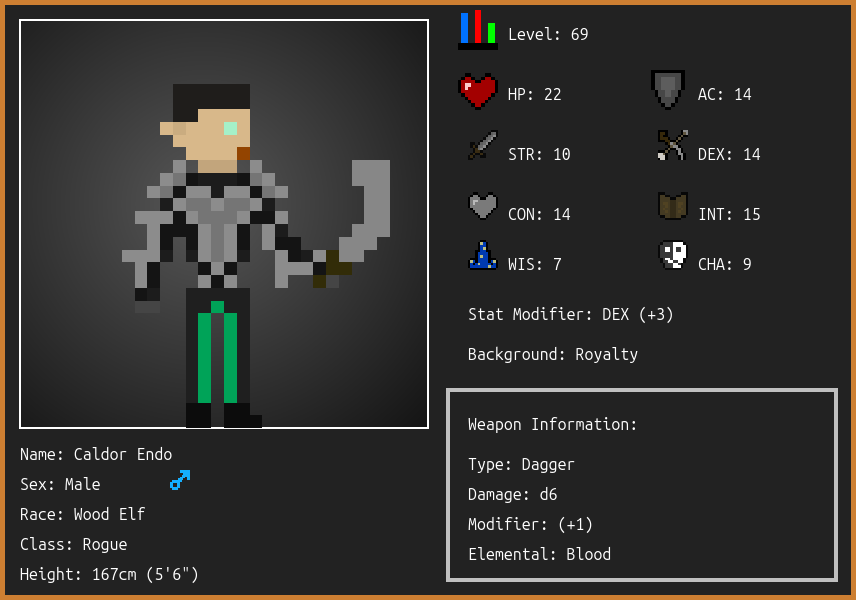 Level: 69
HP: 22
AC: 14
STR: 10
DEX: 14
CON: 14
INT: 15
WIS: 7
CHA: 9
Stat Modifier: DEX (+3)
Background: Royalty
Weapon Information:
Type: Dagger
Damage: d6
Modifier: (+1)
Elemental: Blood
Name: Caldor Endo
Sex: Male
Race: Wood Elf
Class: Rogue
Height: 167cm (5'6")